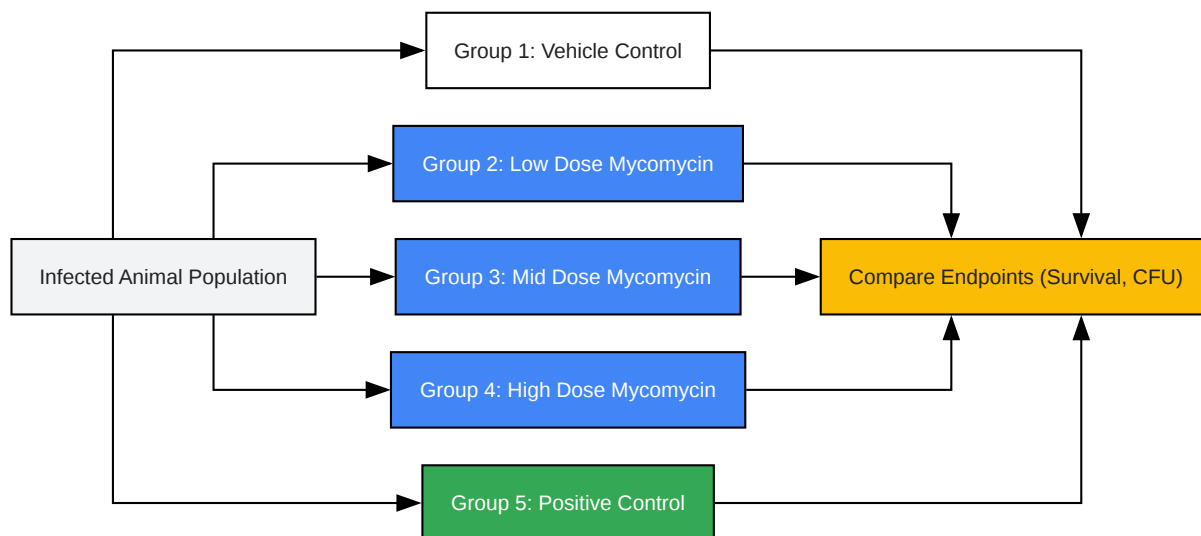 Group 1: Vehicle Control
Group 2: Low Dose Mycomycin
Infected Animal Population
Group 3: Mid Dose Mycomycin
Compare Endpoints (Survival, CFU)
Group 4: High Dose Mycomycin
Group 5: Positive Control